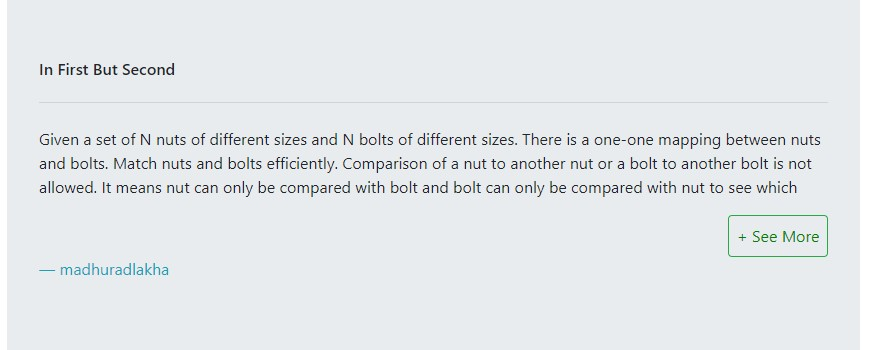 In First But Second
Given a set of N nuts of different sizes and N bolts of different sizes. There is a one-one mapping between nuts
and bolts. Match nuts and bolts efficiently. Comparison of a nut to another nut or a bolt to another bolt is not
allowed. It means nut can only be compared with bolt and bolt can only be compared with nut to see which
+ See More
— madhuradlakha